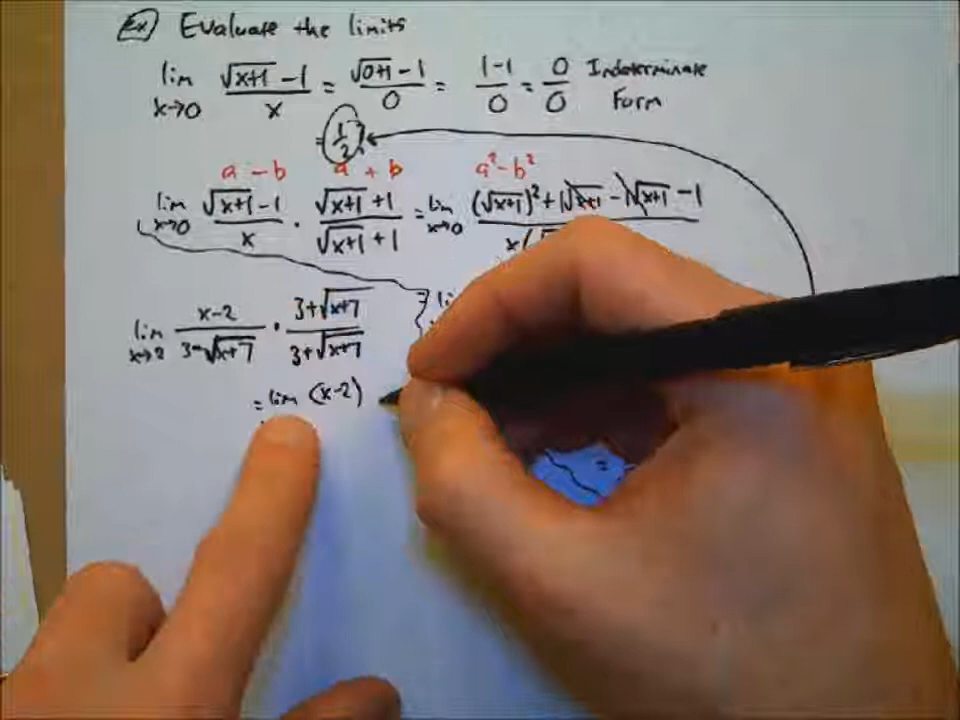 Ex Evaluate the limits
lim x→0 (√(x+1) - 1)/x = (√(0+1) - 1)/0 = (1-1)/0 = 0/0 Indeterminate Form
= 1/2
a - b a + b a² - b²
lim x→0 (√(x+1) - 1)/x · (√(x+1) + 1)/(√(x+1) + 1) = lim x→0 ((√(x+1))² + 1√(x+1) - 1√(x+1) - 1)/x(
lim x→2 (x-2)/(3-√(x+7)) · (3+√(x+7))/(3+√(x+7))
= lim (x-2)